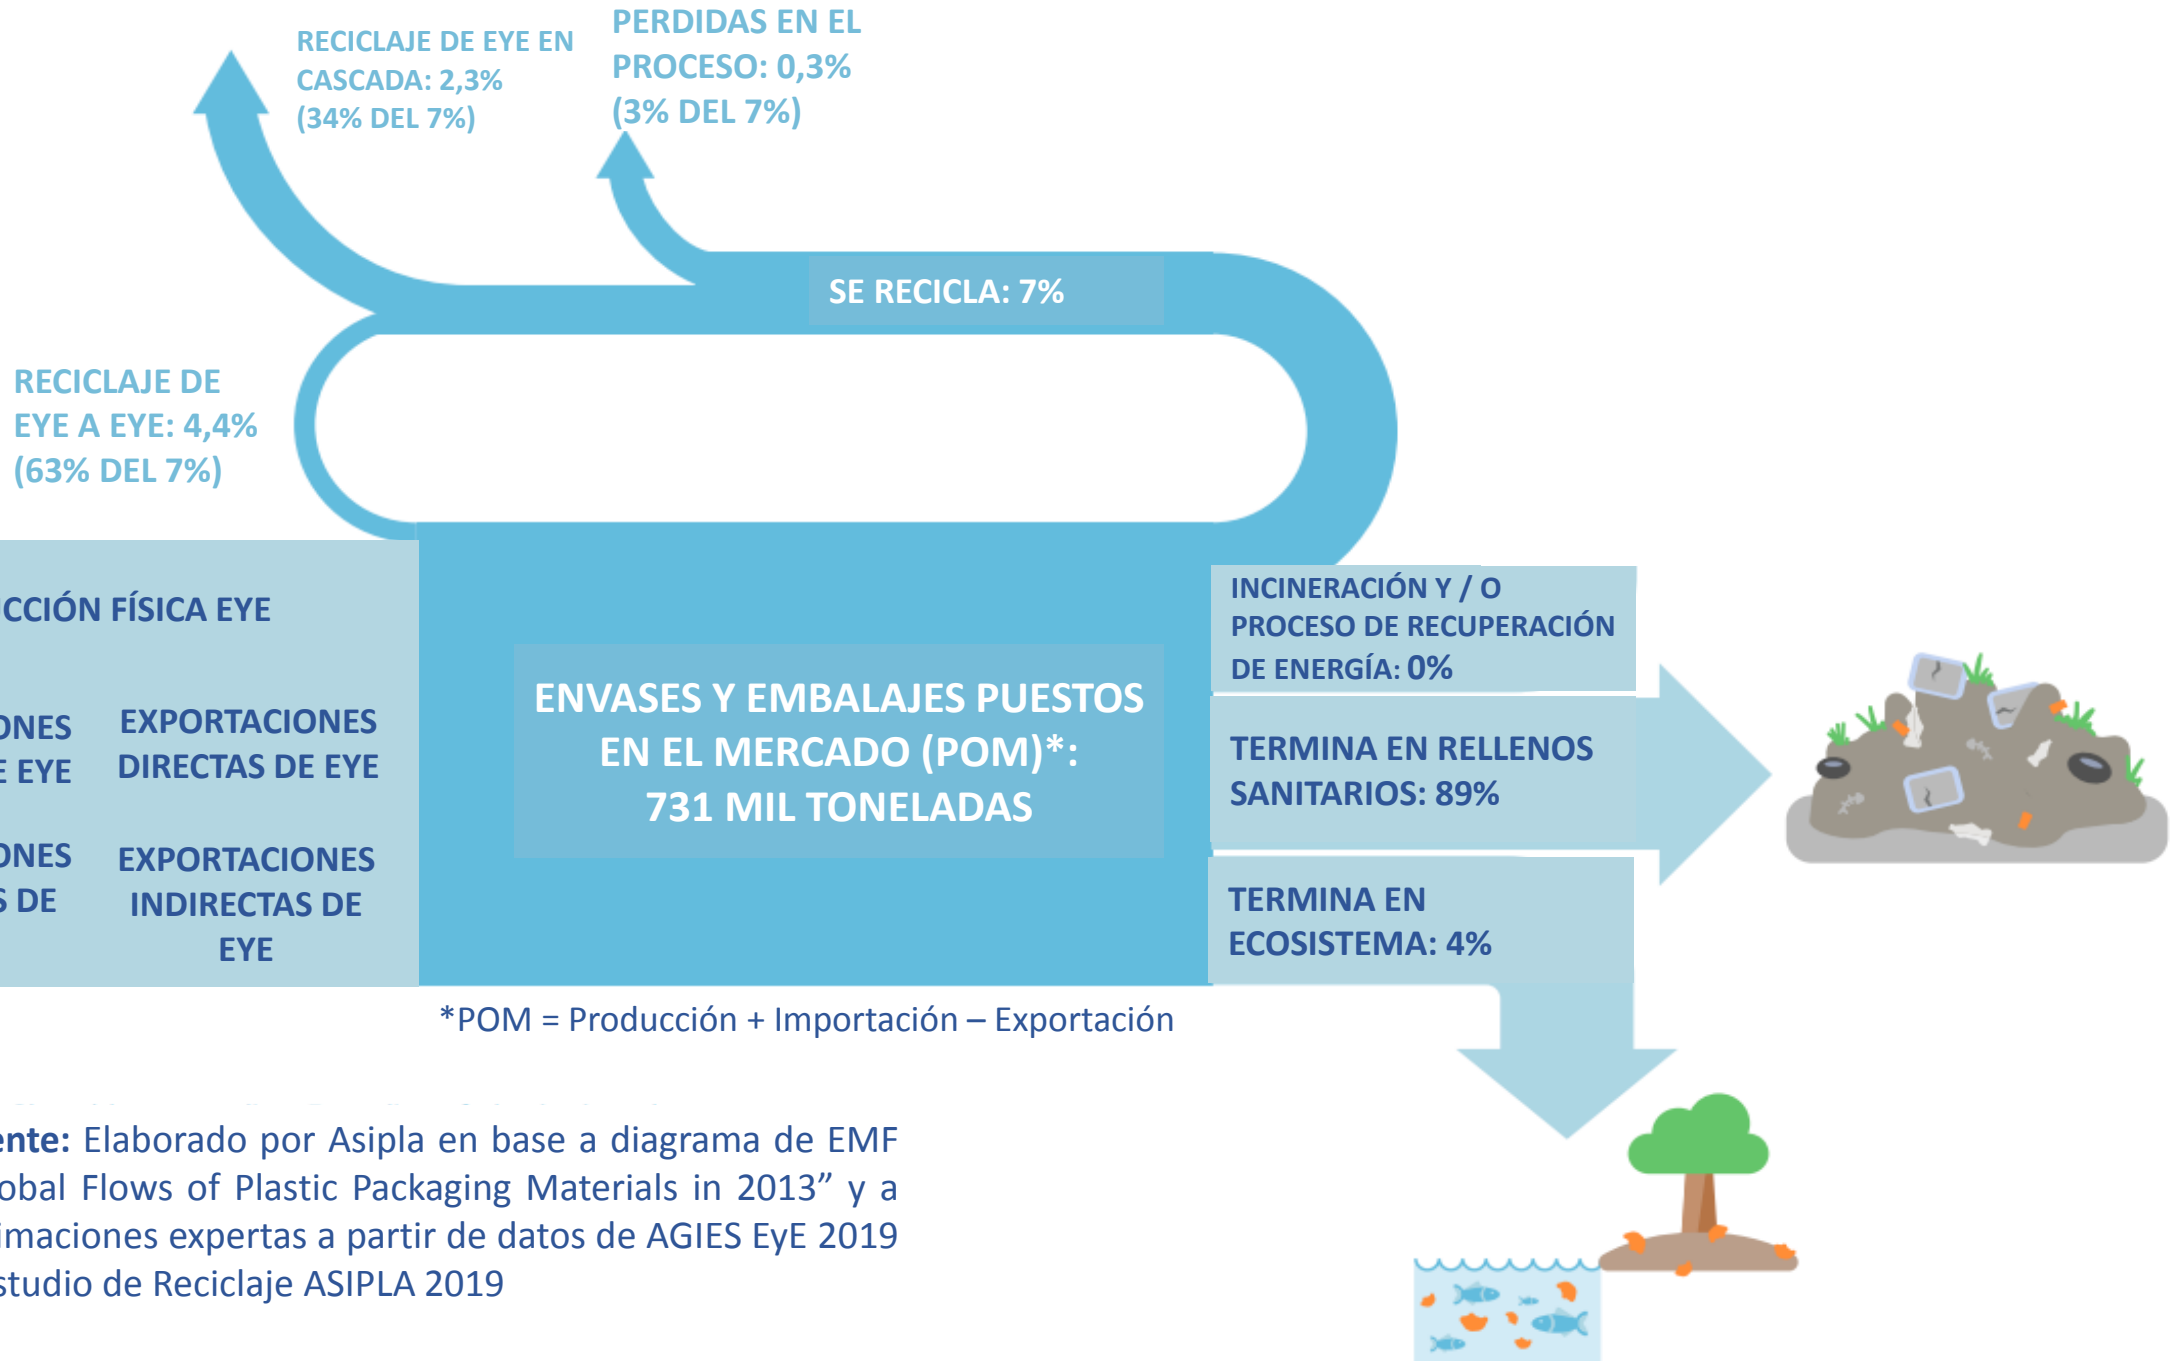 RECICLAJE DE EYE EN
CASCADA: 2,3%
(34% DEL 7%)
PERDIDAS EN EL
PROCESO: 0,3%
(3% DEL 7%)
SE RECICLA: 7%
RECICLAJE DE
EYE A EYE: 4,4%
(63% DEL 7%)
UCCIÓN FÍSICA EYE
ONES
E EYE
EXPORTACIONES
DIRECTAS DE EYE
ONES
S DE
EXPORTACIONES
INDIRECTAS DE
EYE
ENVASES Y EMBALAJES PUESTOS
EN EL MERCADO (POM)*:
731 MIL TONELADAS
INCINERACIÓN Y / O
PROCESO DE RECUPERACIÓN
DE ENERGÍA: 0%
TERMINA EN RELLENOS
SANITARIOS: 89%
TERMINA EN
ECOSISTEMA: 4%
*POM = Producción + Importación – Exportación
ente: Elaborado por Asipla en base a diagrama de EMF
obal Flows of Plastic Packaging Materials in 2013” y a
imaciones expertas a partir de datos de AGIES EyE 2019
studio de Reciclaje ASIPLA 2019